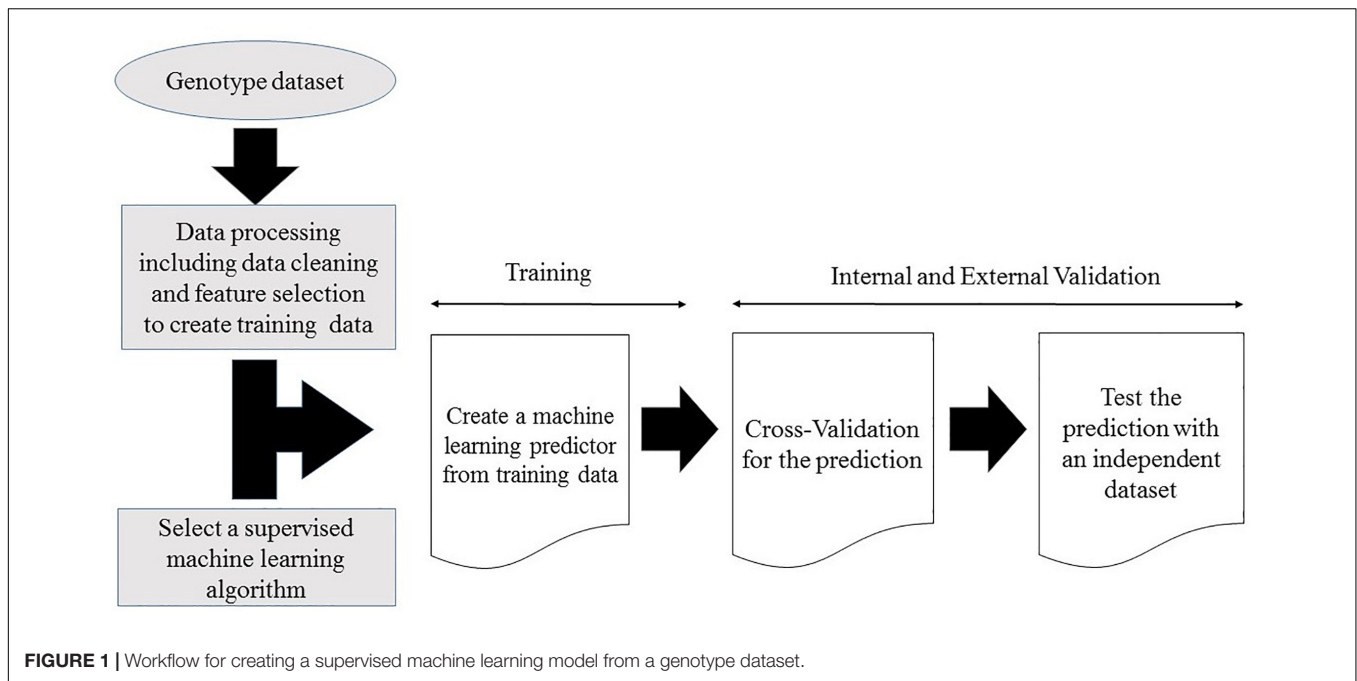 Genotype dataset
Data processing
including data cleaning
and feature selection
to create training data
Select a supervised
machine learning
algorithm
Training
Create a machine
learning predictor
from training data
Internal and External Validation
Cross-Validation
for the prediction
Test the
prediction with
an independent
dataset
FIGURE 1 | Workflow for creating a supervised machine learning model from a genotype dataset.